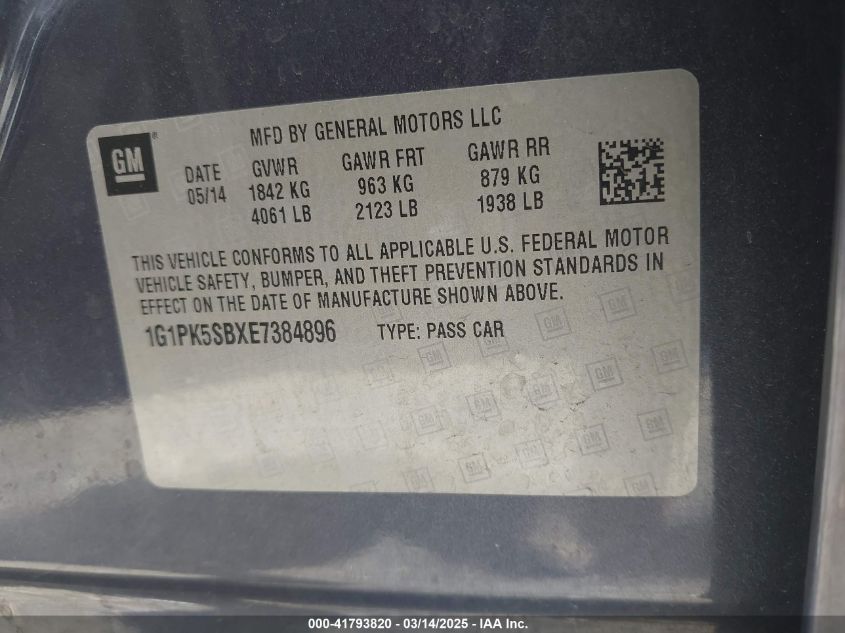 GM ®
MFD BY GENERAL MOTORS LLC
DATE GVWR GAWR FRT GAWR RR
05/14 1842 KG 963 KG 879 KG
4061 LB 2123 LB 1938 LB
THIS VEHICLE CONFORMS TO ALL APPLICABLE U.S. FEDERAL MOTOR
VEHICLE SAFETY, BUMPER, AND THEFT PREVENTION STANDARDS IN
EFFECT ON THE DATE OF MANUFACTURE SHOWN ABOVE.
1G1PK5SBXE7384896 TYPE: PASS CAR
000-41793820 - 03/14/2025 - IAA Inc.